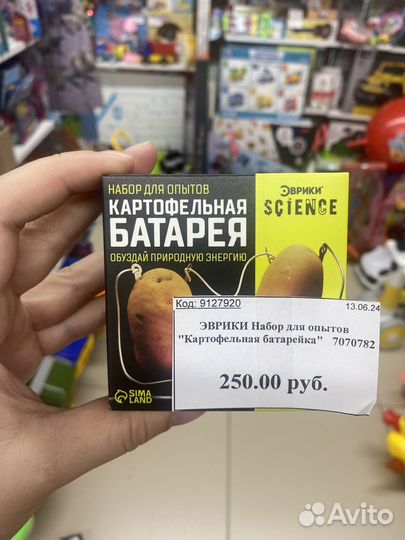 НАБОР ДЛЯ ОПЫТОВ
КАРТОФЕЛЬНАЯ
БАТАРЕЯ
ОБУЗДАЙ ПРИРОДНУЮ ЭНЕРГИЮ
ЭВРИКИ
SCIENCE
Код: 9127920
13.06.24
ЭВРИКИ Набор для опытов
"Картофельная батарейка" 7070782
250.00 руб.
SIMA
LAND
Avito